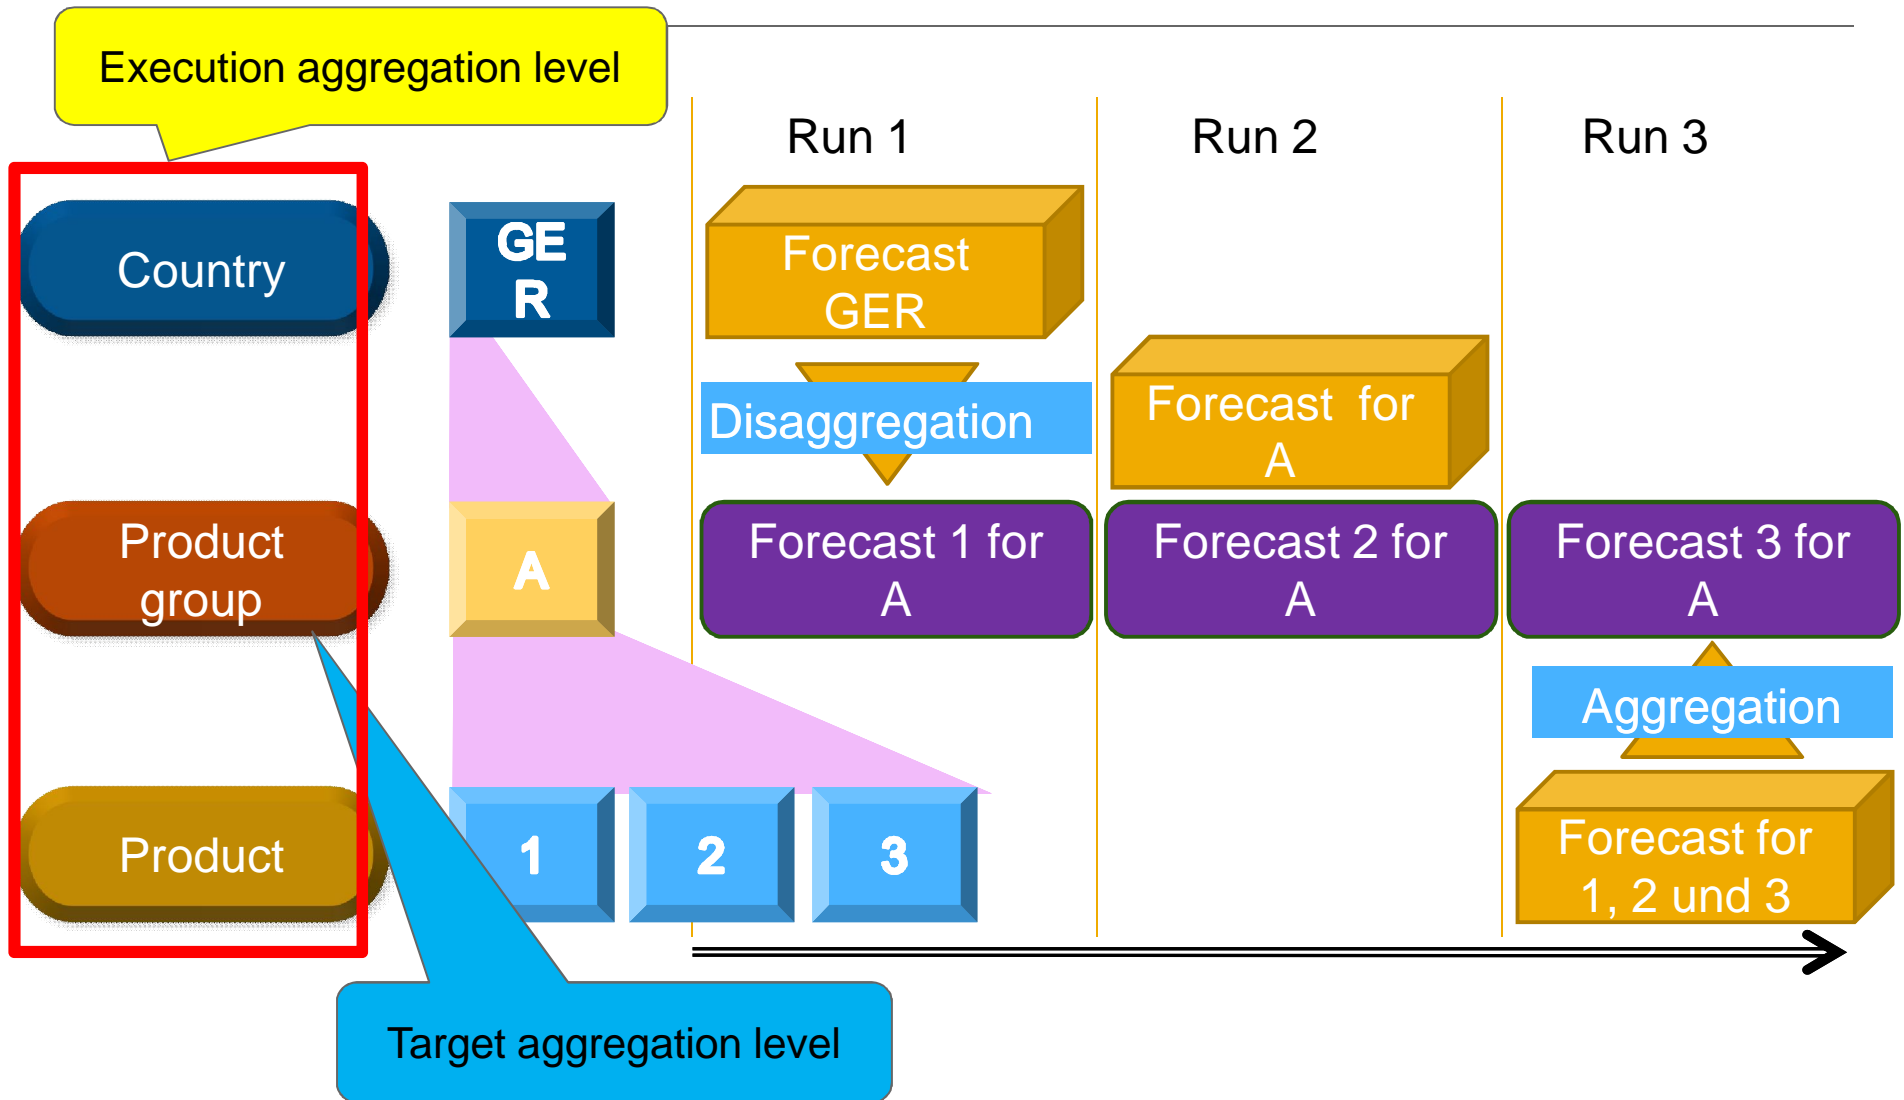 Execution aggregation level
Run 1
Run 2
Run 3
Country
GE
R
Forecast
GER
Disaggregation
Forecast for
A
Product
group
A
Forecast 1 for
A
Forecast 2 for
A
Forecast 3 for
A
Aggregation
Product
1
2
3
Forecast for
1, 2 und 3
Target aggregation level